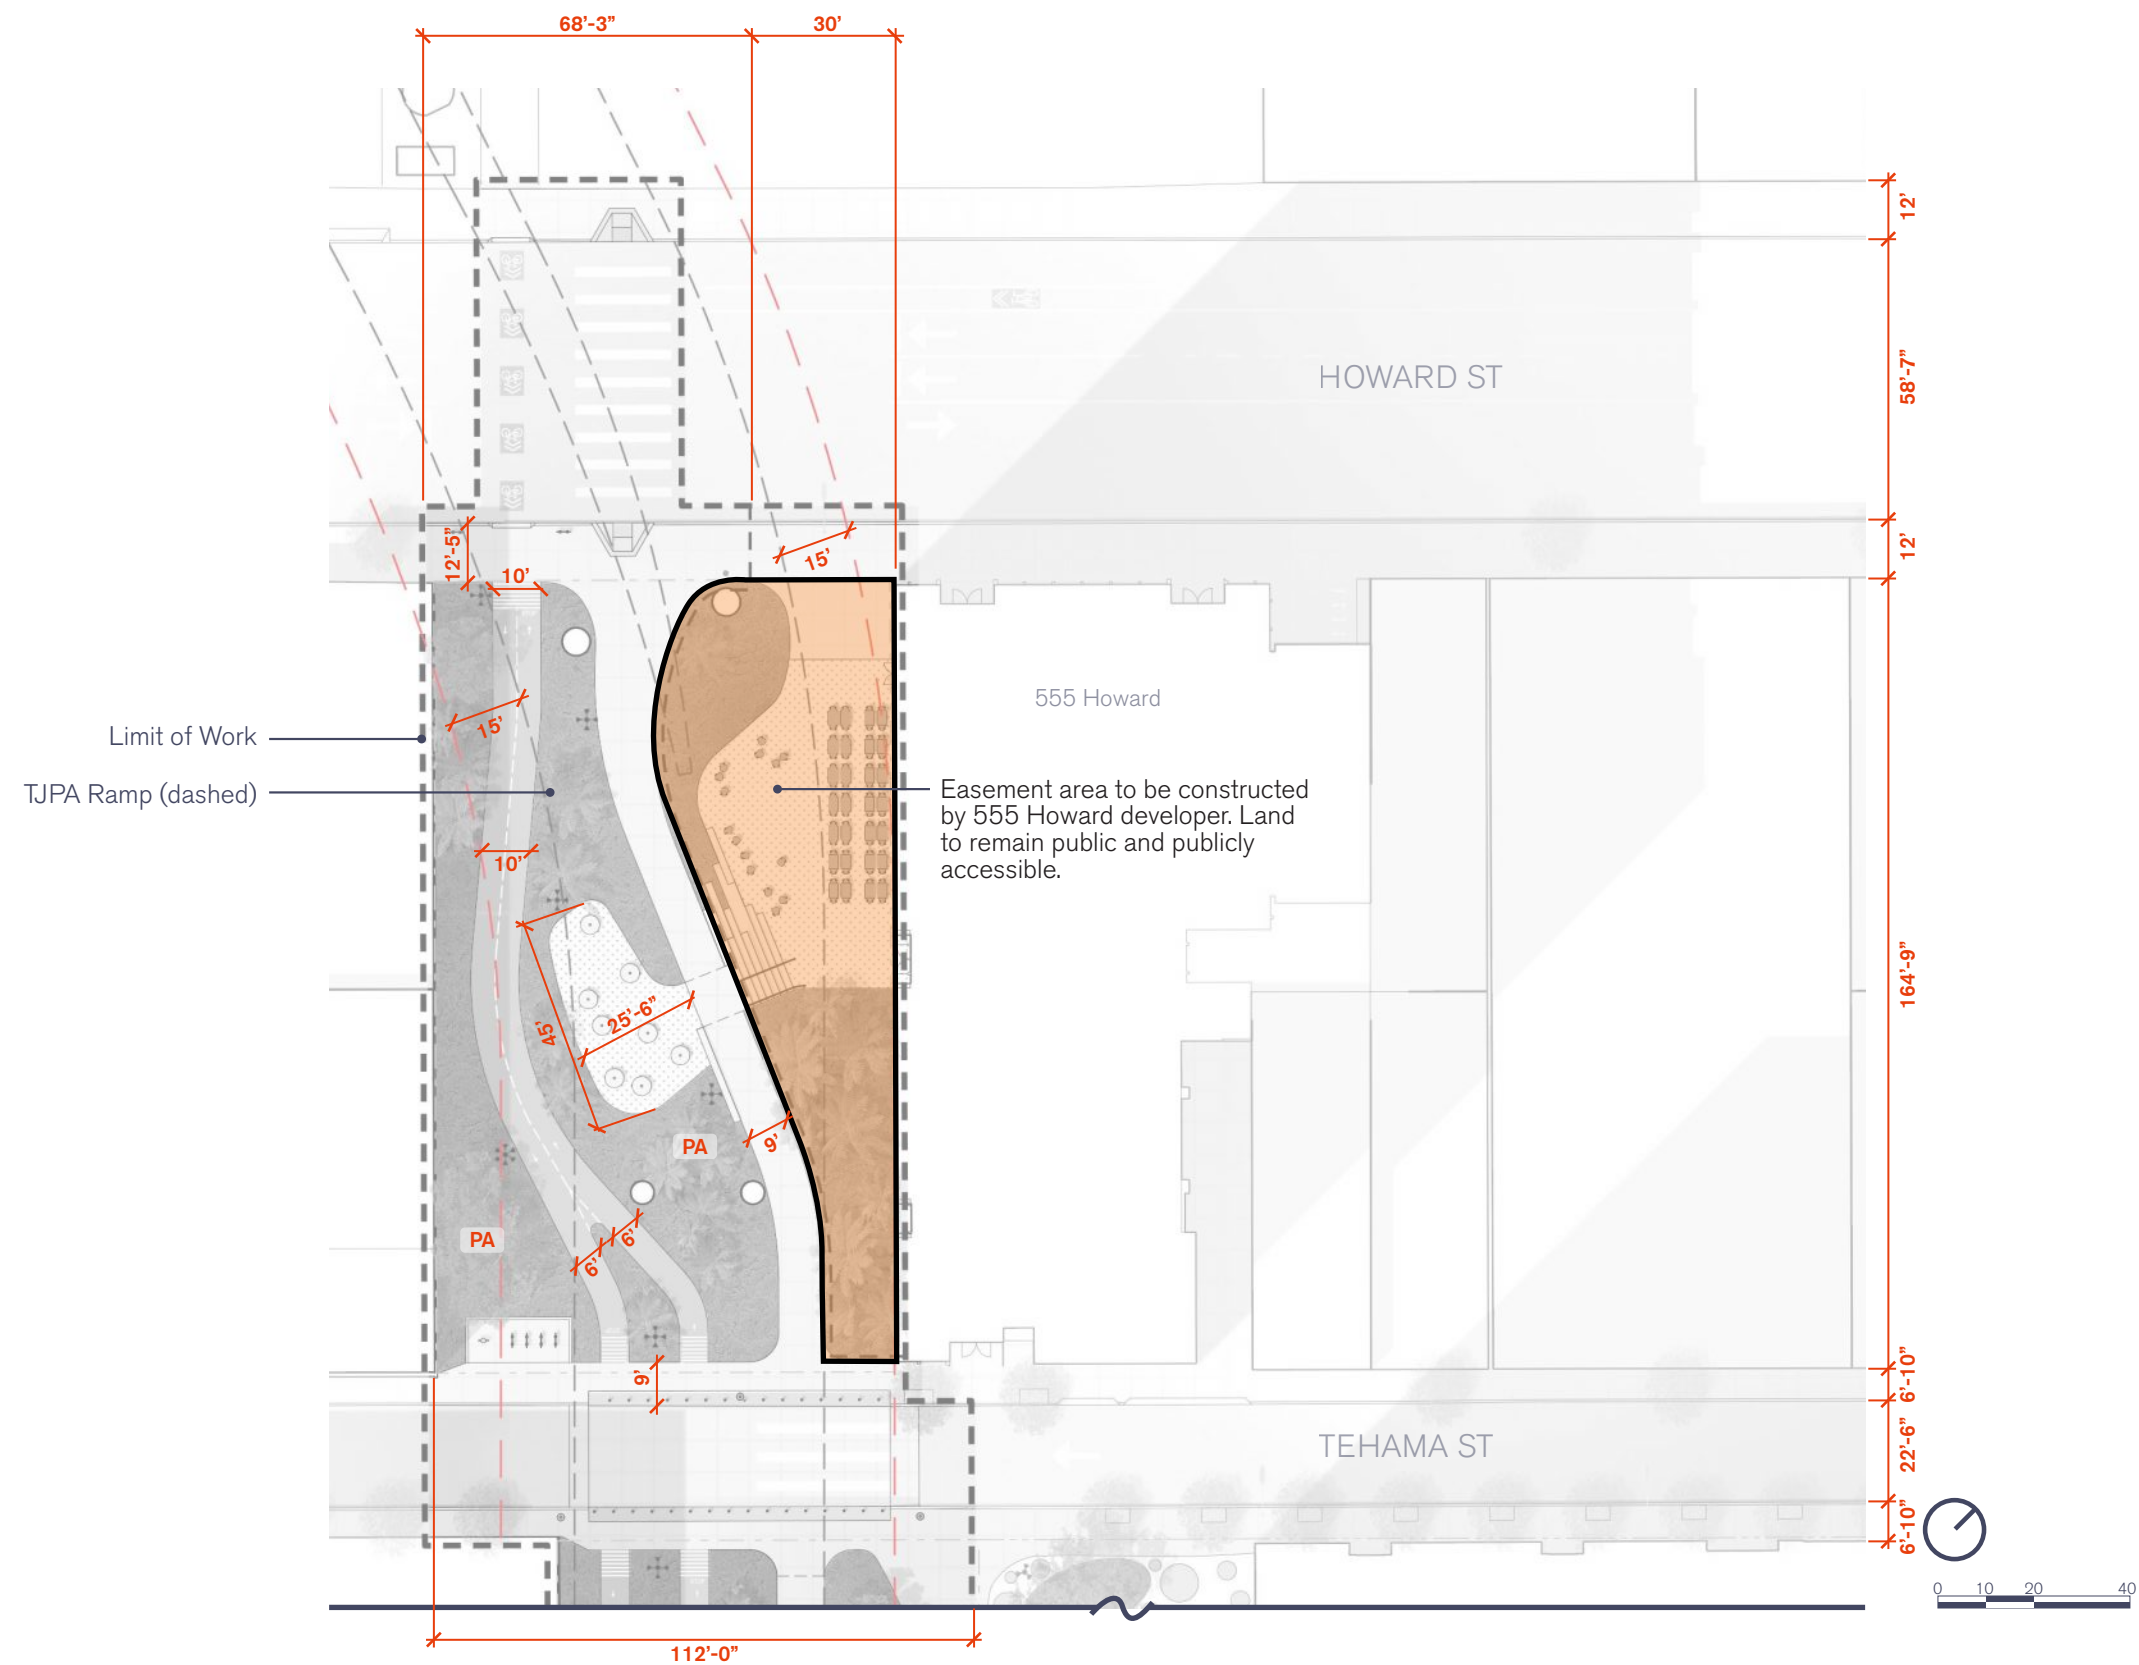 68'-3"
30'
12'
HOWARD ST
58'-7"
12'-5"
15'
12'
10'
555 Howard
15'
Limit of Work
TJPA Ramp (dashed)
Easement area to be constructed
by 555 Howard developer. Land
to remain public and publicly
accessible.
10'
164'-9"
25'-6"
45'
PA
9'
PA
6'
6'
9'
6'-10"
TEHAMA ST
22'-6"
6'-10"
0 10 20 40
112'-0"